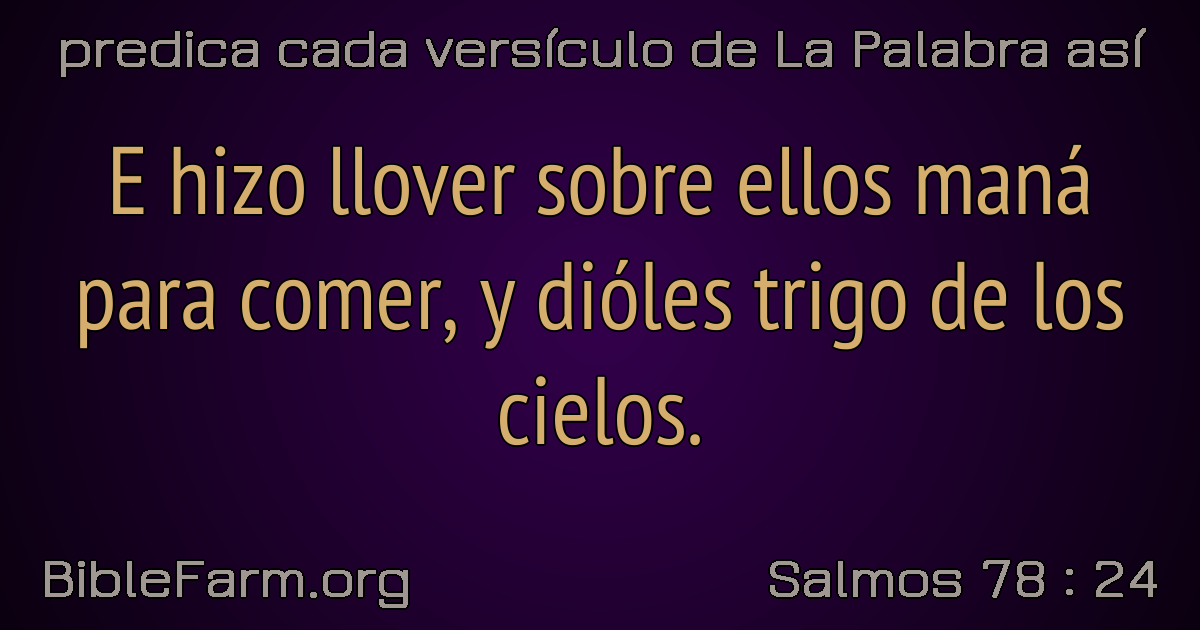 predica cada versículo de La Palabra así
E hizo llover sobre ellos maná
para comer, y dióles trigo de los
cielos.
BibleFarm.org
Salmos 78 : 24